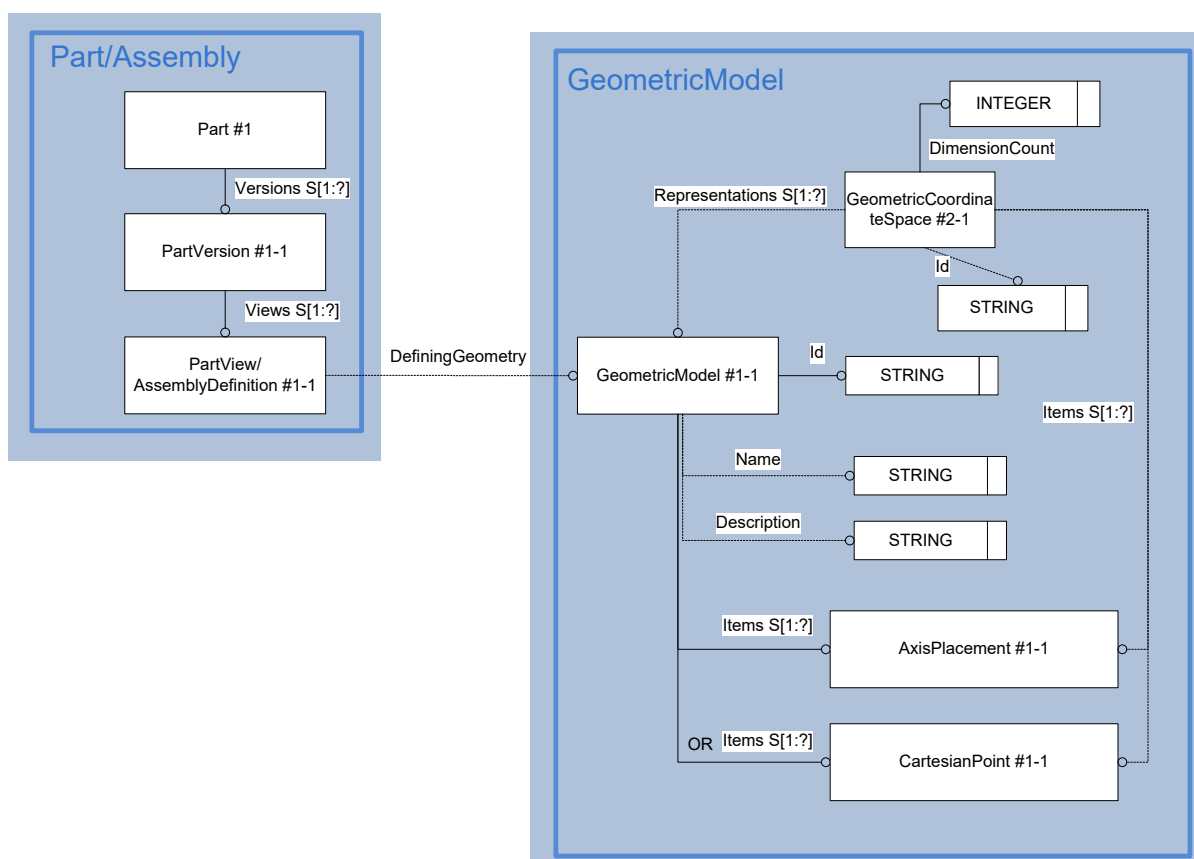 Part/Assembly
Part #1
Versions S[1:?]
PartVersion #1-1
Views S[1:?]
PartView/
AssemblyDefinition #1-1
DefiningGeometry
GeometricModel
INTEGER
DimensionCount
Representations S[1:?]
GeometricCoordina
teSpace #2-1
Id
STRING
GeometricModel #1-1
Id
STRING
Items S[1:?]
Name
STRING
Description
STRING
Items S[1:?]
AxisPlacement #1-1
OR
Items S[1:?]
CartesianPoint #1-1